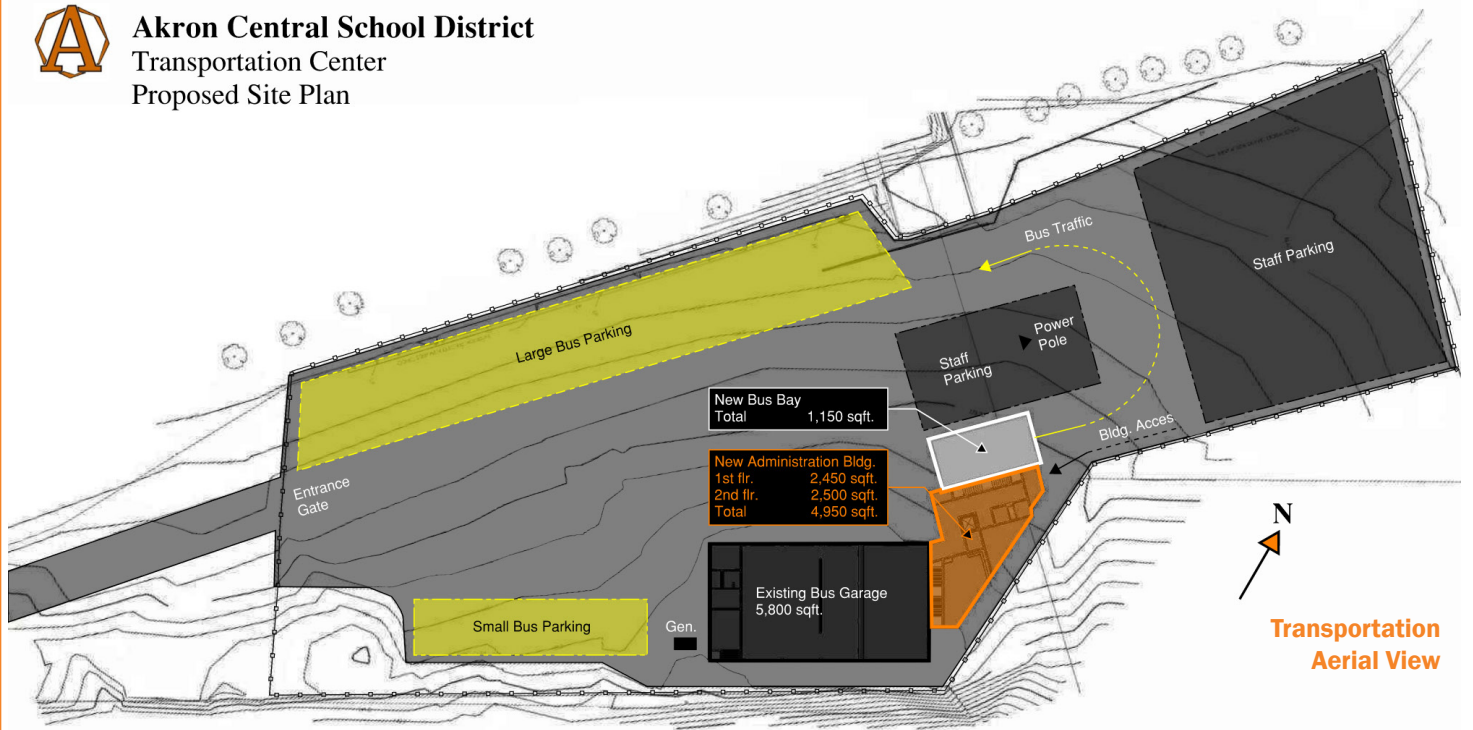 A
Akron Central School District
Transportation Center
Proposed Site Plan
Bus Traffic
Staff Parking
Large Bus Parking
Power
Pole
Staff
Parking
New Bus Bay
Total 1,150 sqft.
Bldg. Acces
New Administration Bldg.
1st flr. 2,450 sqft.
2nd flr. 2,500 sqft.
Total 4,950 sqft.
Entrance
Gate
N
Existing Bus Garage
5,800 sqft.
Small Bus Parking
Gen.
Transportation
Aerial View